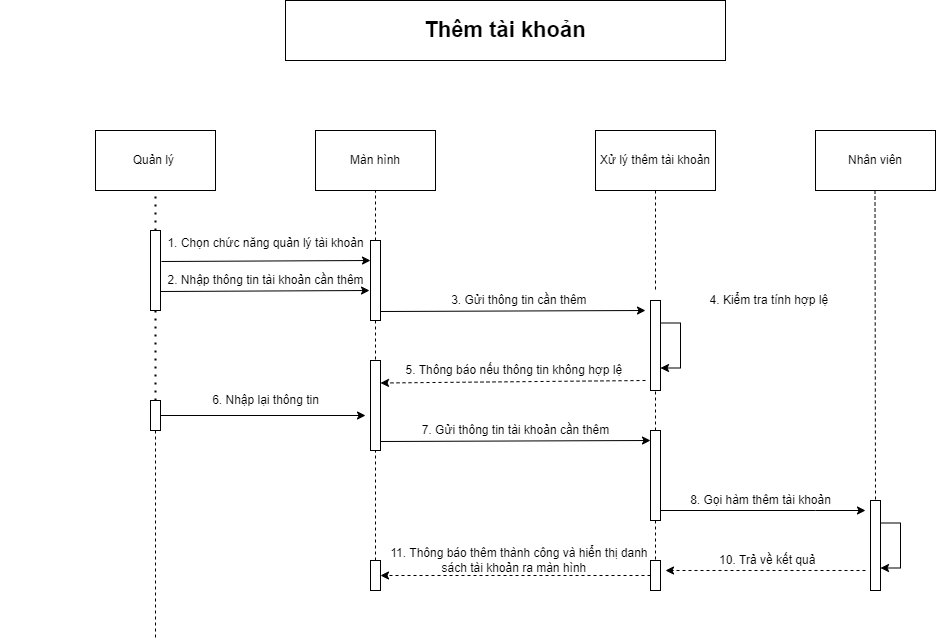 Thêm tài khoản
Quản lý
Màn hình
Xử lý thêm tài khoản
Nhân viên
1. Chọn chức năng quản lý tài khoản
2. Nhập thông tin tài khoản cần thêm
3. Gửi thông tin cần thêm
4. Kiểm tra tính hợp lệ
5. Thông báo nếu thông tin không hợp lệ
6. Nhập lại thông tin
7. Gửi thông tin tài khoản cần thêm
8. Gọi hàm thêm tài khoản
10. Trả về kết quả
11. Thông báo thêm thành công và hiển thị danh
sách tài khoản ra màn hình